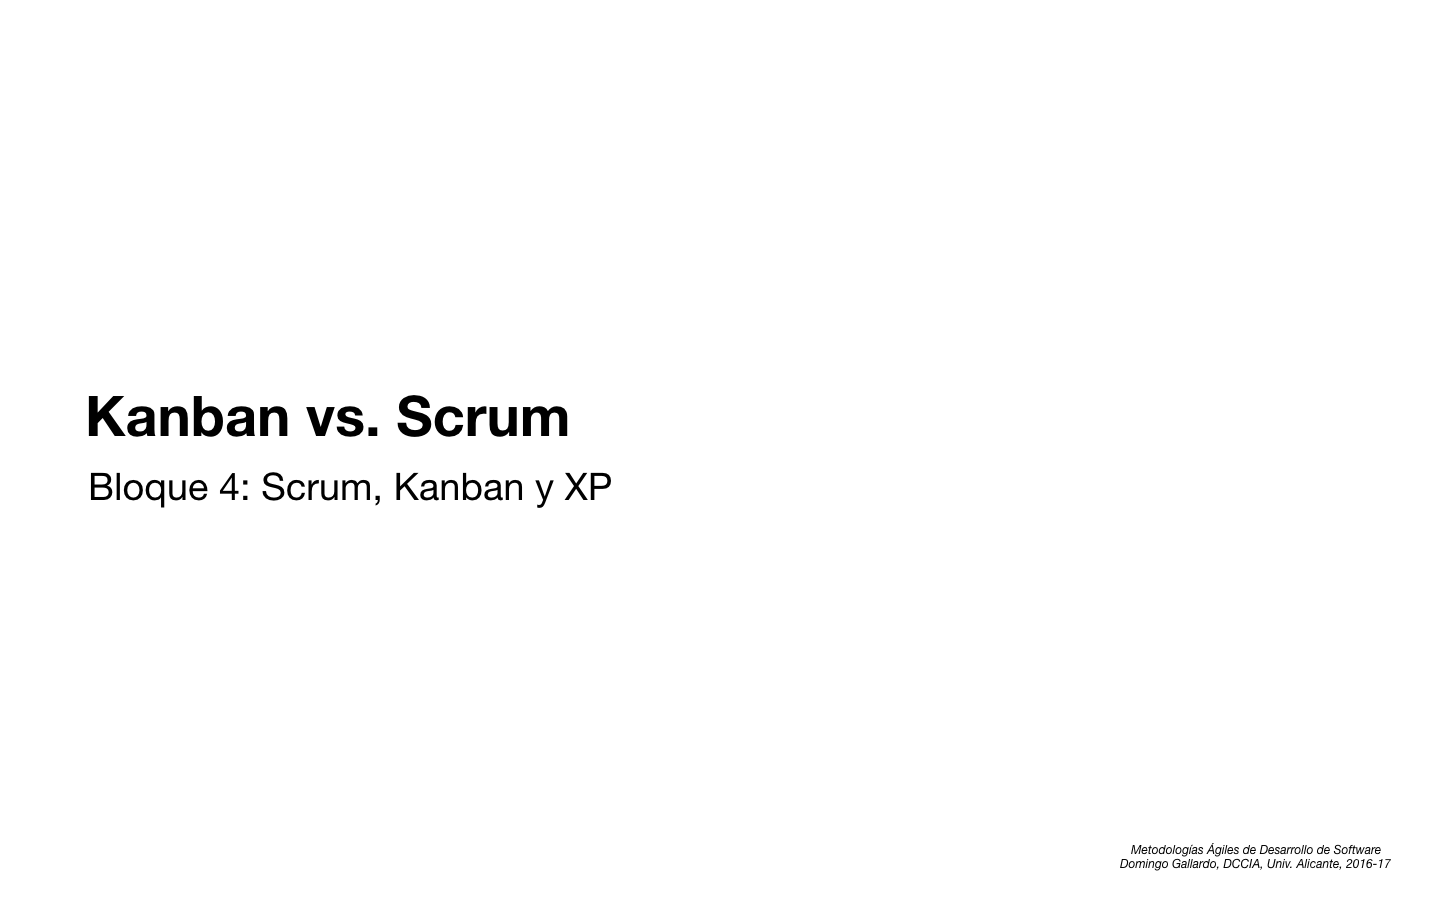 Kanban vs. Scrum
Bloque 4: Scrum, Kanban y XP
Metodologías Ágiles de Desarrollo de Software
Domingo Gallardo, DCCIA, Univ. Alicante, 2016-17